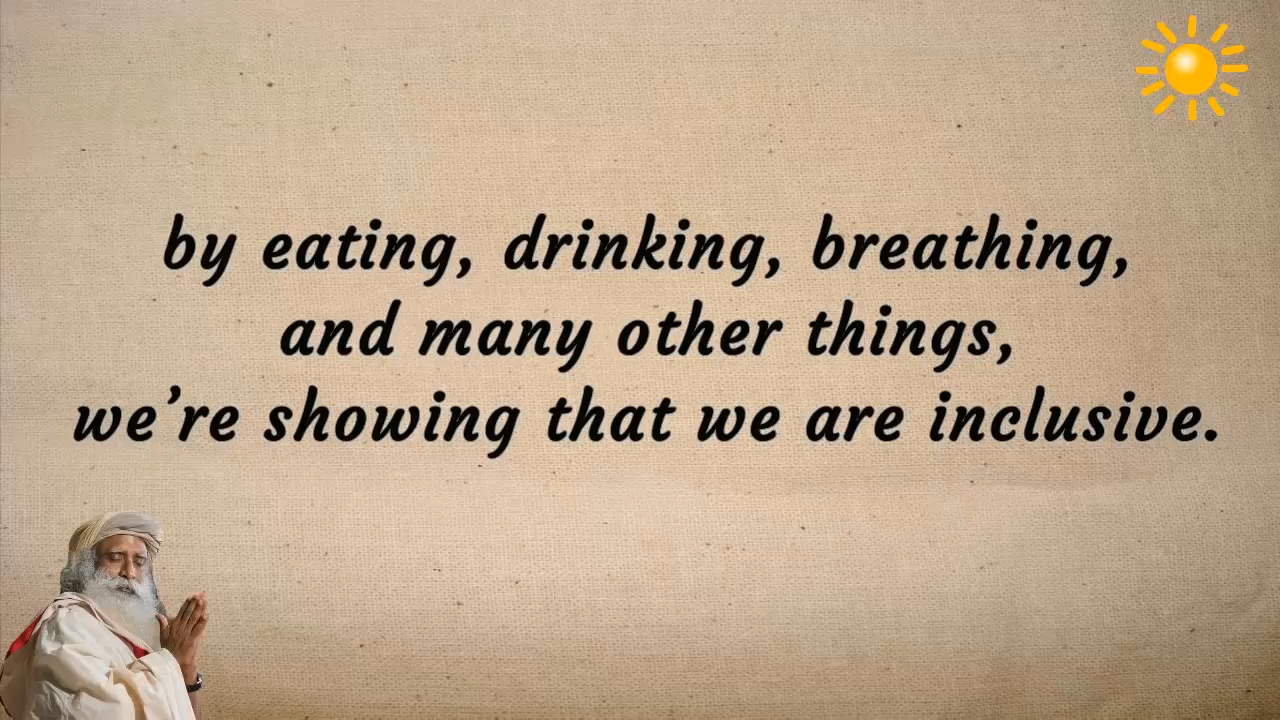 by eating, drinking, breathing,
and many other things,
we’re showing that we are inclusive.